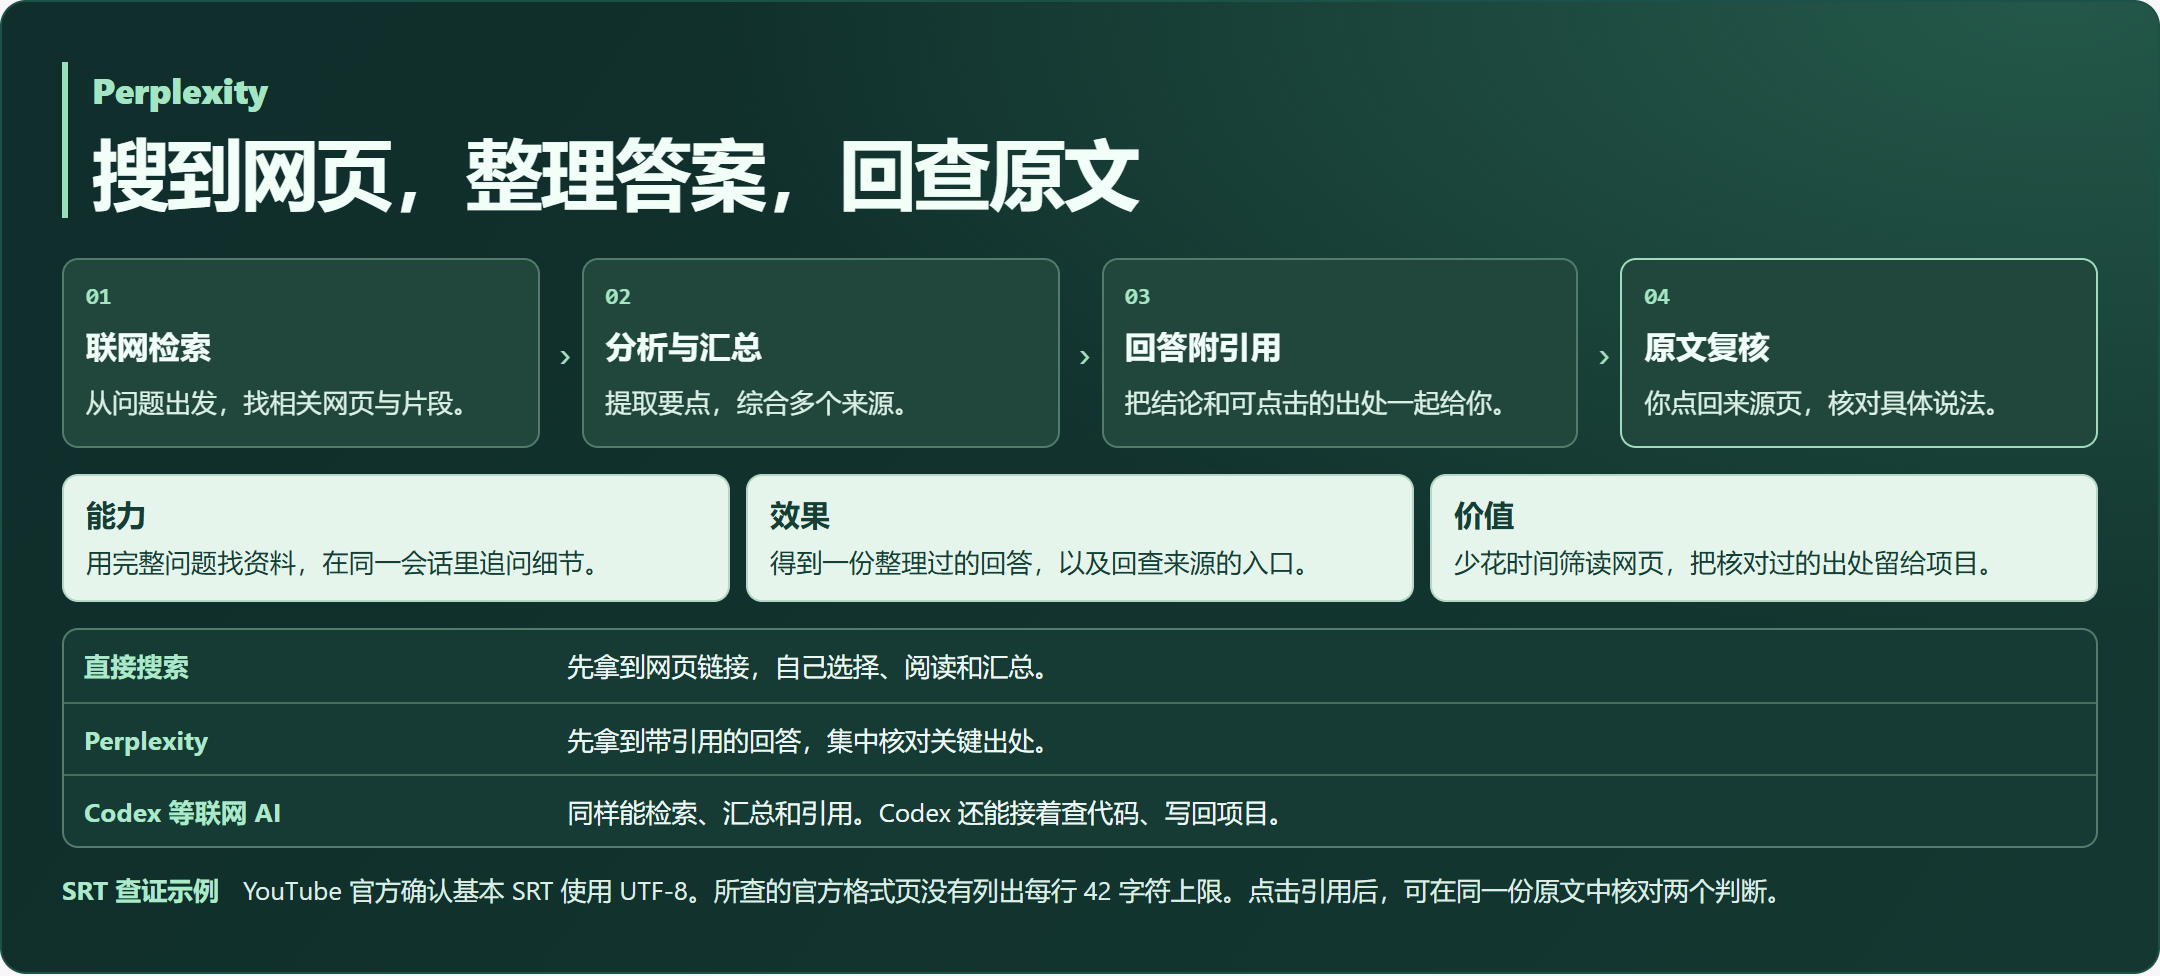 Perplexity
搜到网页，整理答案，回查原文
01
联网检索
从问题出发，找相关网页与片段。
›
02
分析与汇总
提取要点，综合多个来源。
›
03
回答附引用
把结论和可点击的出处一起给你。
›
04
原文复核
你点回来源页，核对具体说法。
能力
用完整问题找资料，在同一会话里追问细节。
效果
得到一份整理过的回答，以及回查来源的入口。
价值
少花时间筛读网页，把核对过的出处留给项目。
直接搜索 先拿到网页链接，自己选择、阅读和汇总。
Perplexity 先拿到带引用的回答，集中核对关键出处。
Codex 等联网 AI 同样能检索、汇总和引用。Codex 还能接着查代码、写回项目。
SRT 查证示例 YouTube 官方确认基本 SRT 使用 UTF-8。所查的官方格式页没有列出每行 42 字符上限。点击引用后，可在同一份原文中核对两个判断。